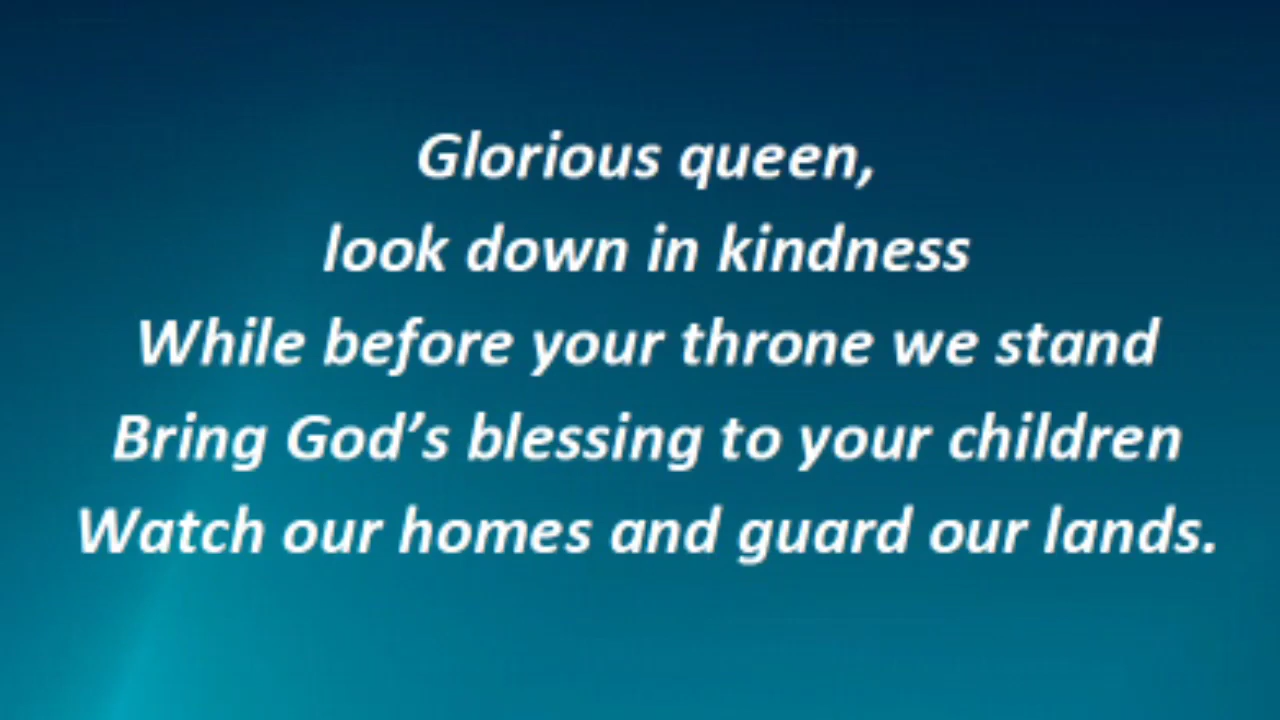 Glorious queen,
look down in kindness
While before your throne we stand
Bring God’s blessing to your children
Watch our homes and guard our lands.